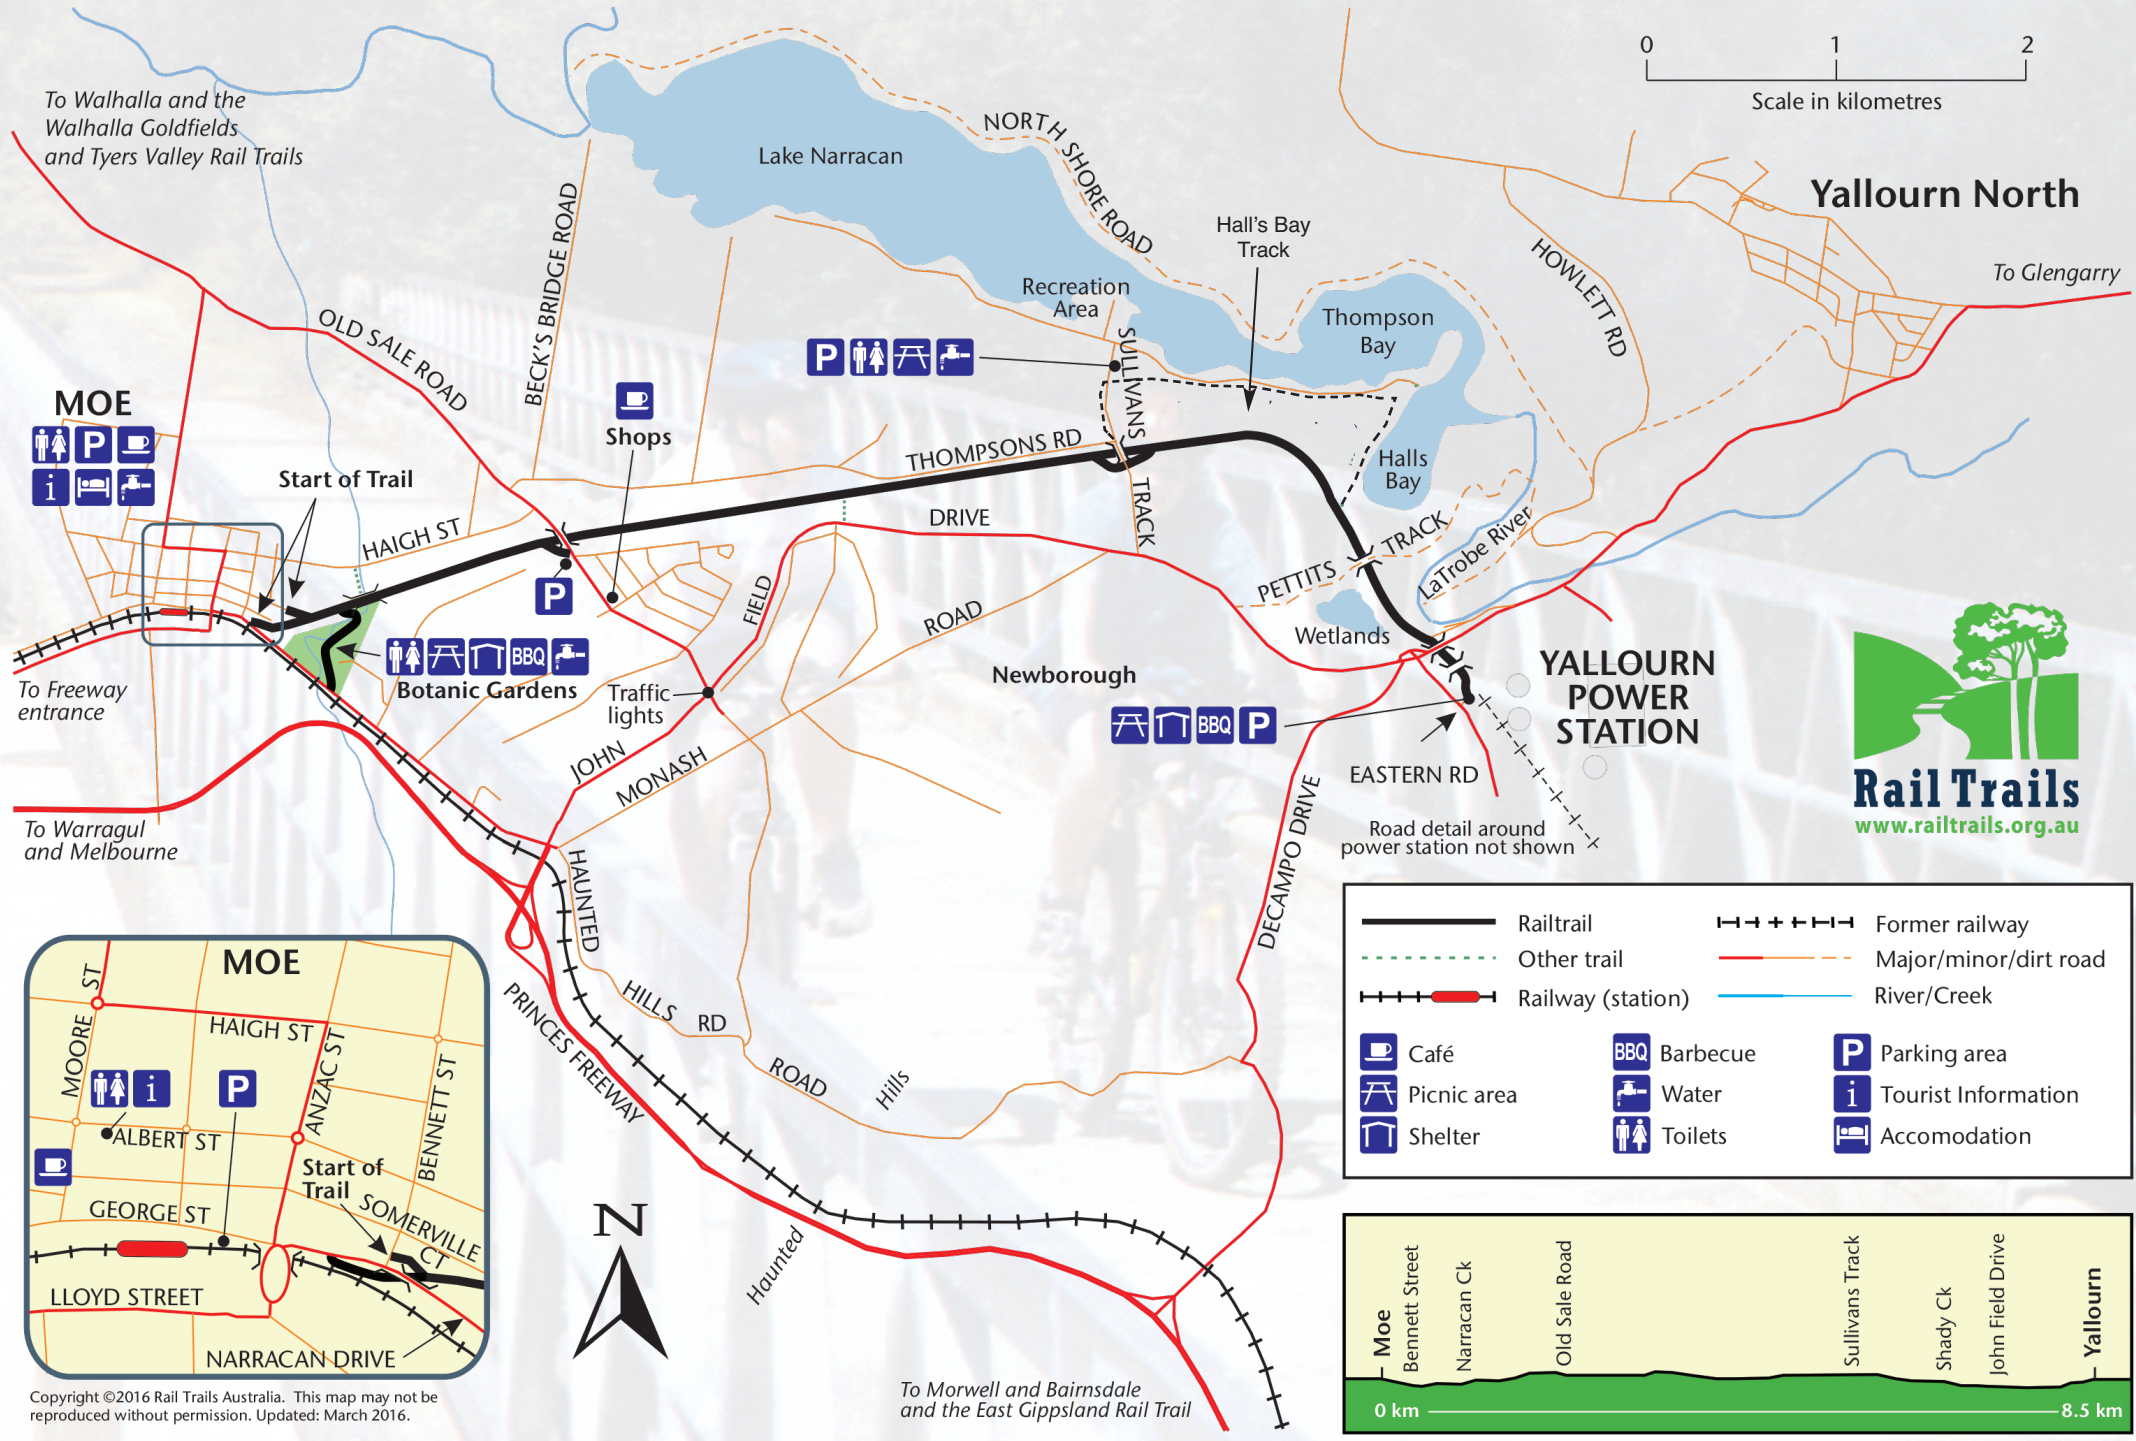 0 1 2
Scale in kilometres
To Walhalla and the
Walhalla Goldfields
and Tyers Valley Rail Trails
NORTH SHORE ROAD
Lake Narracan
Yallourn North
Hall's Bay
Track
HOWLETT RD
To Glengarry
BECK'S BRIDGE ROAD
Recreation
Area
Thompson
Bay
OLD SALE ROAD
P
SULLIVANS
TRACK
MOE
P
i
Shops
THOMPSONS RD
Halls
Bay
Start of Trail
HAIGH ST
DRIVE
PETTITS TRACK
LaTrobe River
P
FIELD
ROAD
Wetlands
BBQ
Botanic Gardens
Newborough
YALLOURN
POWER
STATION
To Freeway
entrance
Traffic
lights
BBQ P
JOHN
MONASH
EASTERN RD
DECAMPO DRIVE
Rail Trails
www.railtrails.org.au
To Warragul
and Melbourne
Road detail around
power station not shown
HAUNTED
HILLS RD
ROAD
Hills
Haunted
PRINCES FREEWAY
Railtrail
Former railway
Other trail
Major/minor/dirt road
Railway (station)
River/Creek
Café
BBQ Barbecue
P Parking area
Picnic area
Water
i Tourist Information
Shelter
Toilets
Accomodation
MOE
MOORE ST
HAIGH ST
ANZAC ST
BENNETT ST
i
P
ALBERT ST
Start of
Trail
SOMERVILLE
CT
GEORGE ST
LLOYD STREET
NARRACAN DRIVE
N
Copyright ©2016 Rail Trails Australia. This map may not be
reproduced without permission. Updated: March 2016.
To Morwell and Bairnsdale
and the East Gippsland Rail Trail
Moe
Bennett Street
Narracan Ck
Old Sale Road
Sullivans Track
Shady Ck
John Field Drive
Yallourn
0 km
8.5 km